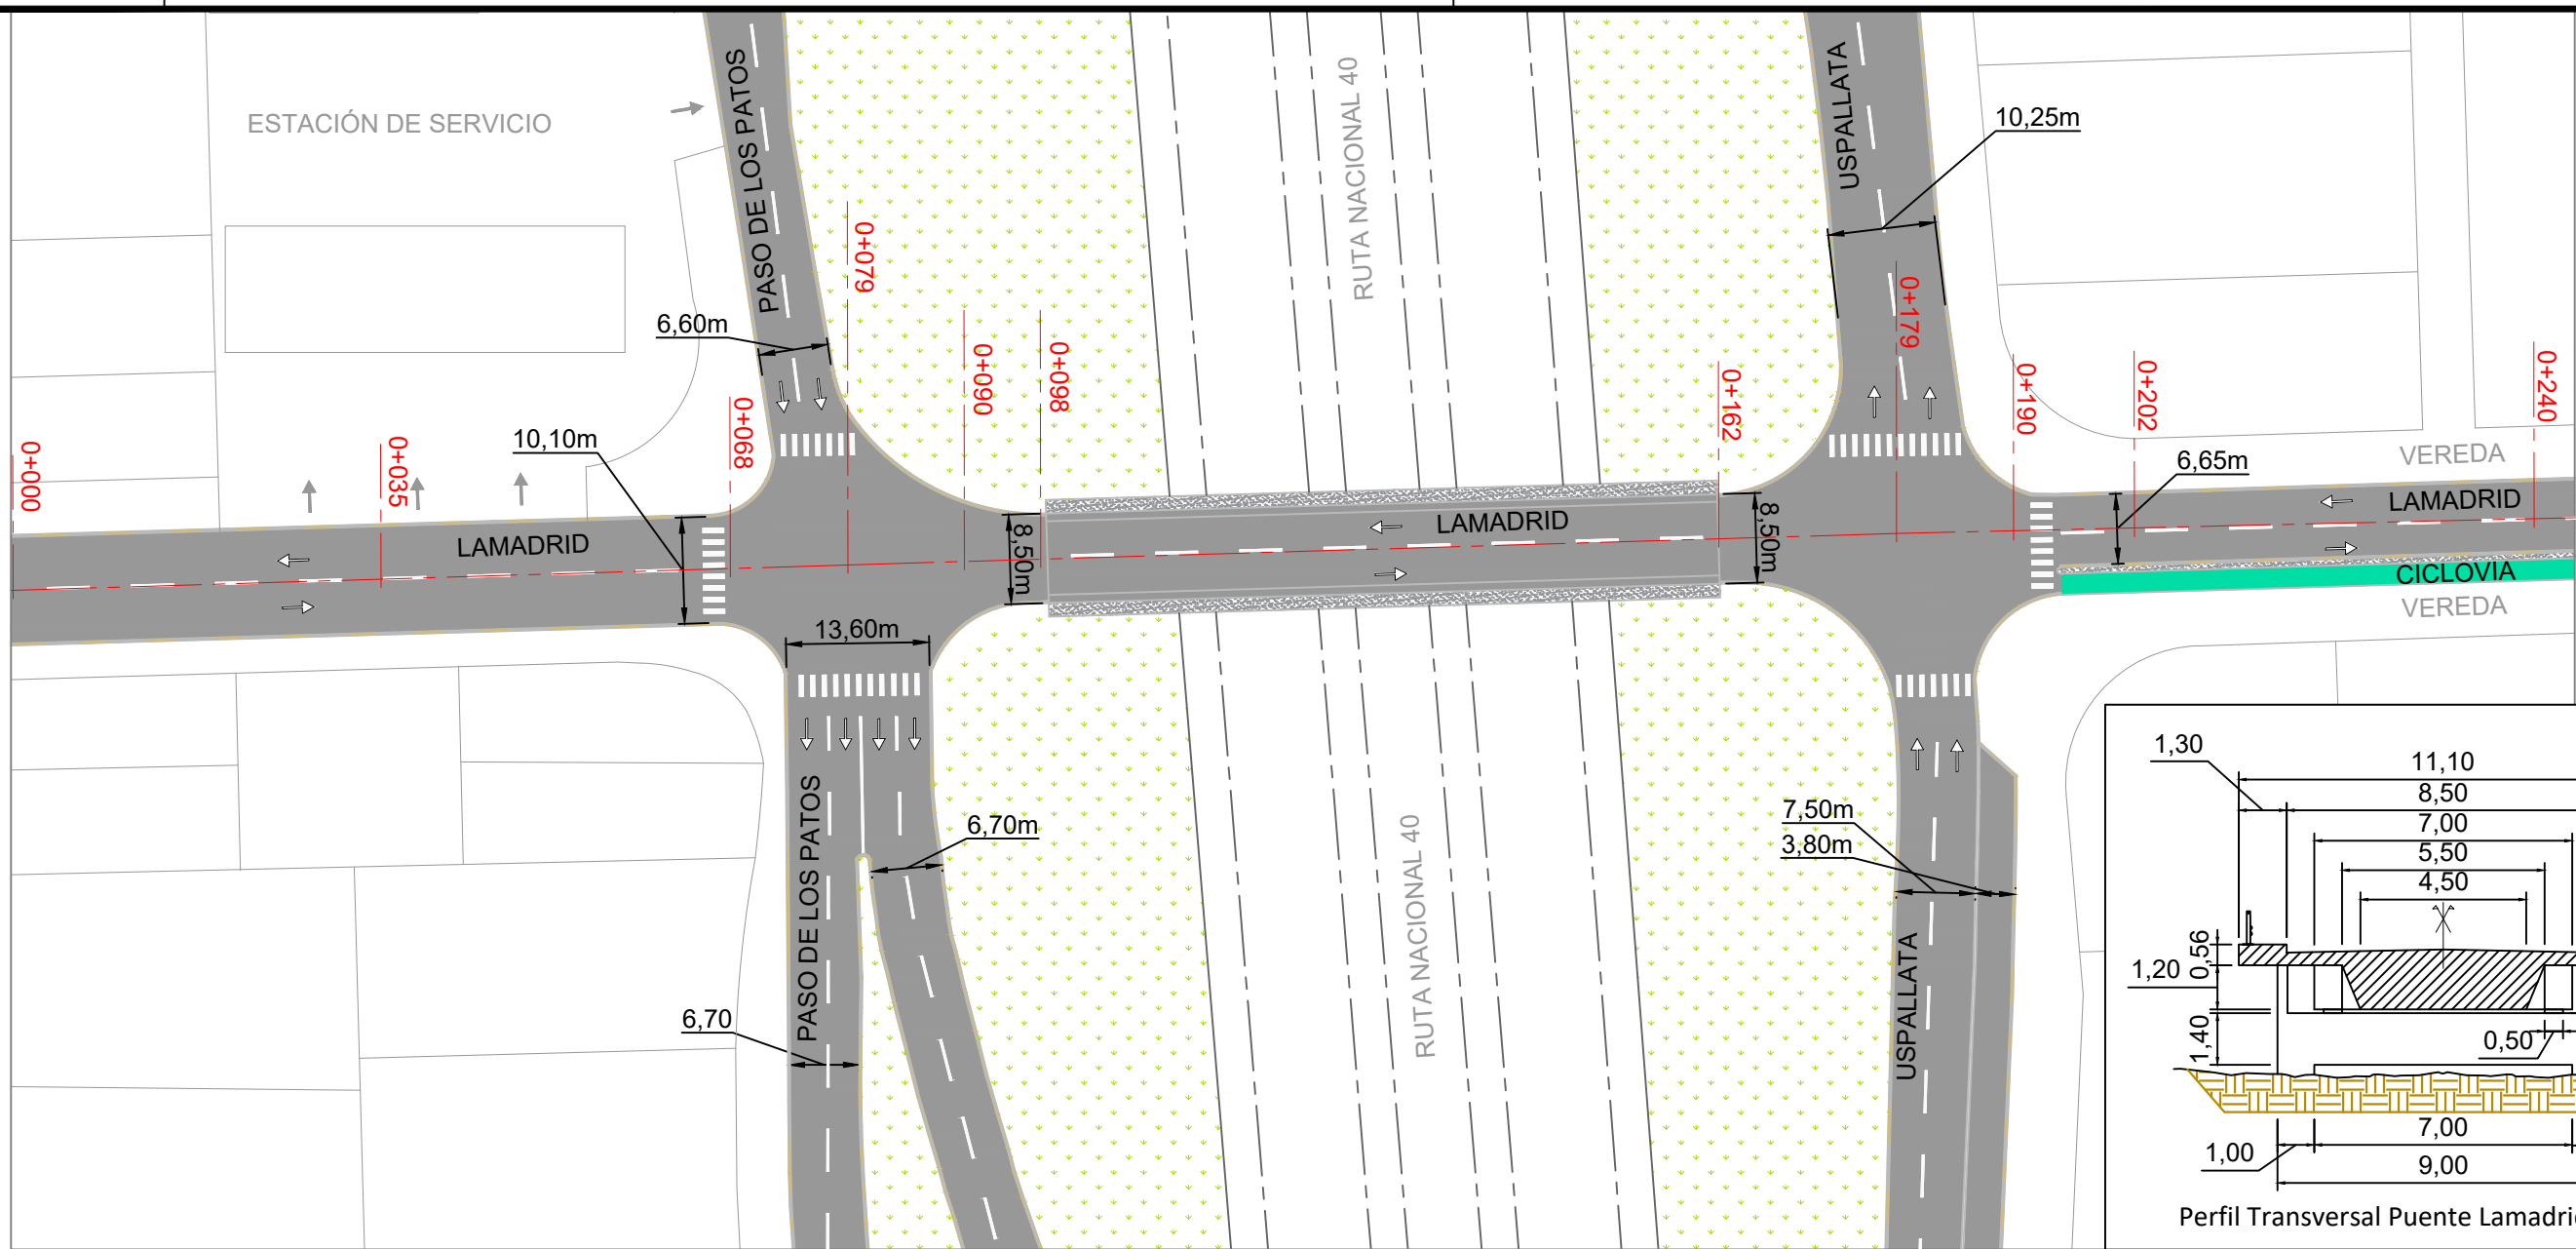 PASO DE LOS PATOS
RUTA NACIONAL 40
USPALLATA
10,25m
ESTACIÓN DE SERVICIO
0+079
0+179
6,60m
0+090
0+098
0+162
0+190
0+202
0+240
0+000
0+035
10,10m
0+068
VEREDA
6,65m
LAMADRID
8,50m
LAMADRID
8,50m
LAMADRID
CICLOVIA
VEREDA
13,60m
PASO DE LOS PATOS
6,70m
6,70
RUTA NACIONAL 40
7,50m
3,80m
USPALLATA
1,30
11,10
8,50
7,00
5,50
4,50
0,56
1,20
1,40
0,50
7,00
1,00
9,00
Perfil Transversal Puente Lamadri